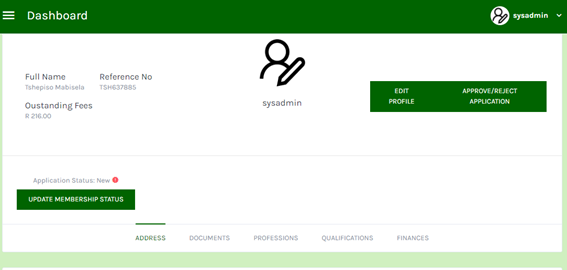 Dashboard
sysadmin
Full Name
Reference No
Tshepiso Mabisela
TSH637885
Oustanding Fees
R 216.00
sysadmin
EDIT
PROFILE
APPROVE/REJECT
APPLICATION
Application Status: New
UPDATE MEMBERSHIP STATUS
ADDRESS
DOCUMENTS
PROFESSIONS
QUALIFICATIONS
FINANCES